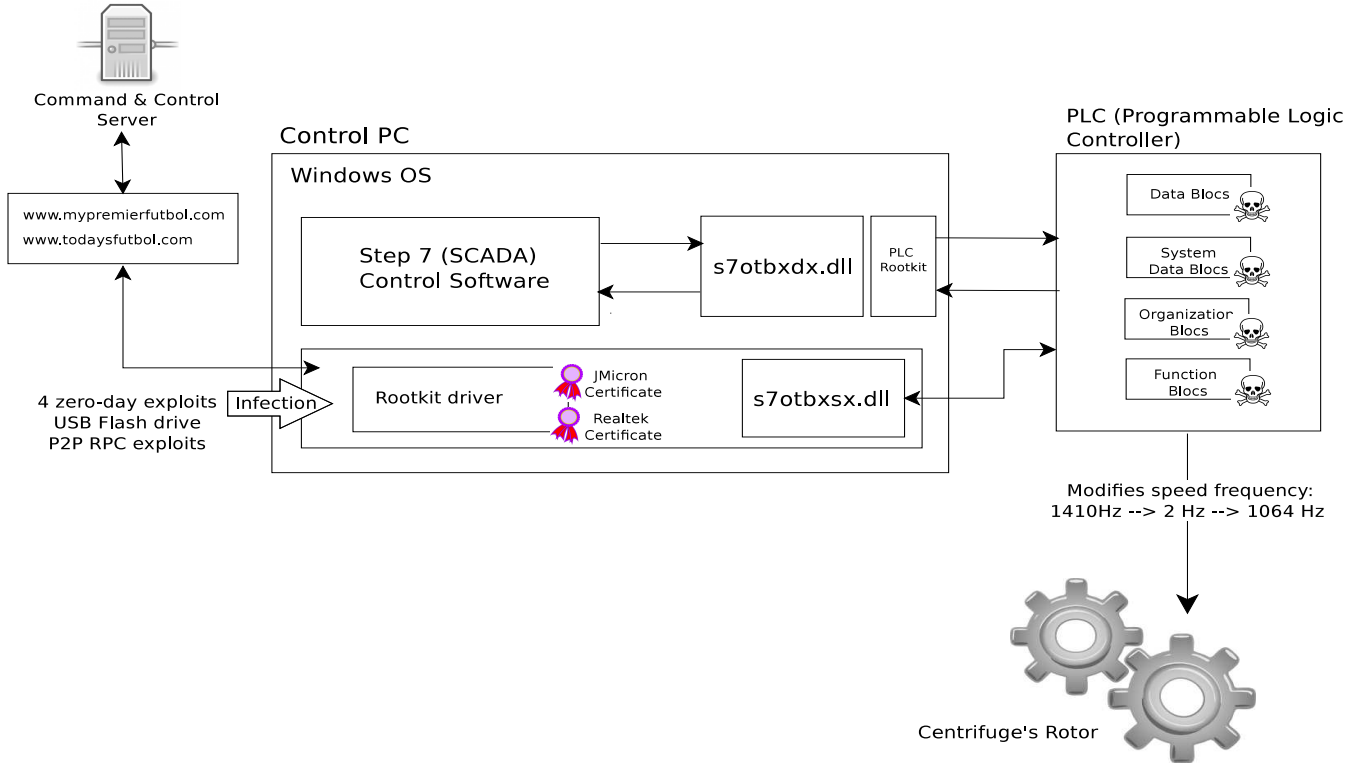 Command & Control
Server
www.mypremierfutbol.com
www.todaysfutbol.com
4 zero-day exploits
USB Flash drive
P2P RPC exploits
Infection
Control PC
Windows OS
Step 7 (SCADA)
Control Software
s7otbxdx.dll
PLC
Rootkit
Rootkit driver
JMicron
Certificate
Realtek
Certificate
s7otbxsx.dll
PLC (Programmable Logic
Controller)
Data Blocs
System
Data Blocs
Organization
Blocs
Function
Blocs
Modifies speed frequency:
1410Hz --> 2 Hz --> 1064 Hz
Centrifuge's Rotor